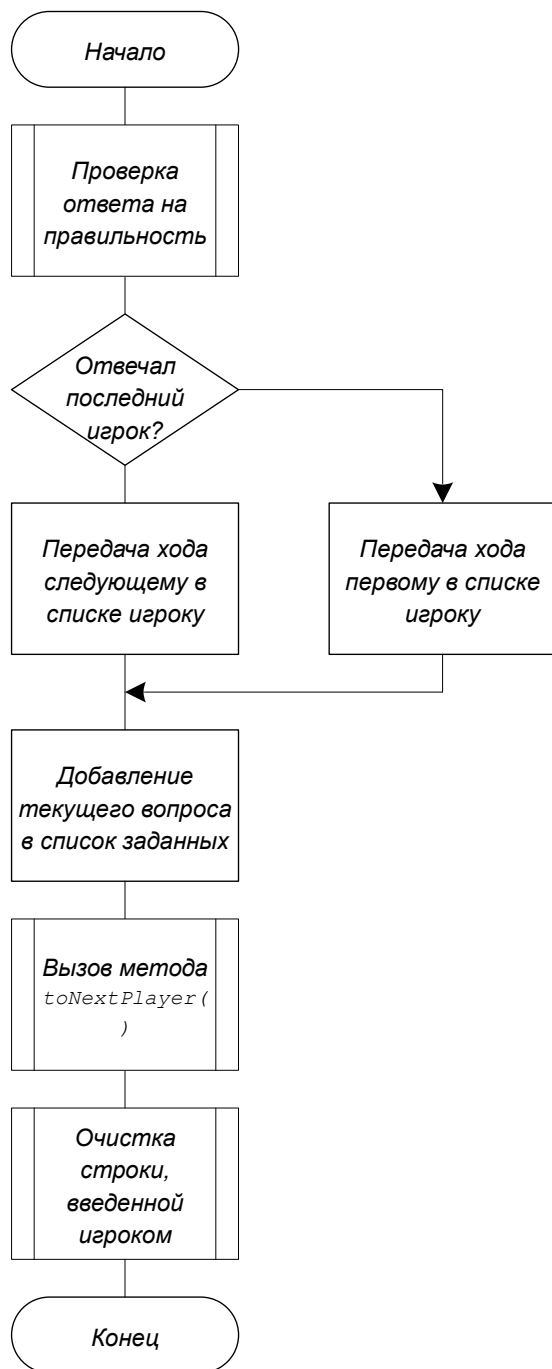 Начало
Проверка
ответа на
правильность
Отвечал
последний
игрок?
Передача хода
следующему в
списке игроку
Передача хода
первому в списке
игроку
Добавление
текущего вопроса
в список заданных
Вызов метода
toNextPlayer(
)
Очистка
строки,
введенной
игроком
Конец